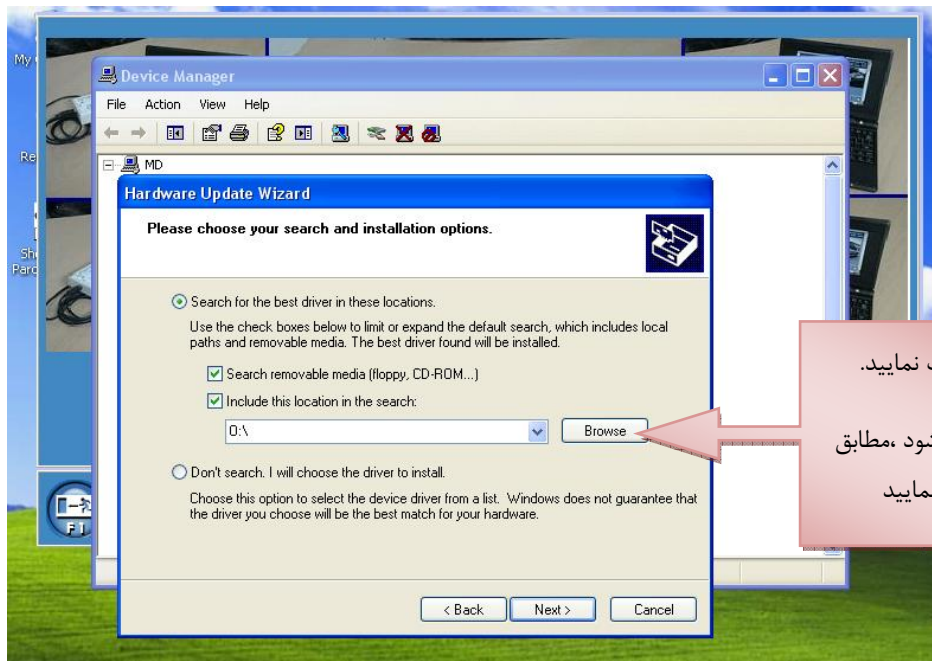 My
Re
Sh
Parc
Device Manager
File Action View Help
MD
Hardware Update Wizard
Please choose your search and installation options.
Search for the best driver in these locations.
Use the check boxes below to limit or expand the default search, which includes local
paths and removable media. The best driver found will be installed.
Search removable media (floppy, CD-ROM...)
Include this location in the search:
O:\
Browse
Don't search. I will choose the driver to install.
Choose this option to select the device driver from a list. Windows does not guarantee that
the driver you choose will be the best match for your hardware.
< Back Next > Cancel
نمایید.
،مطابق
F1